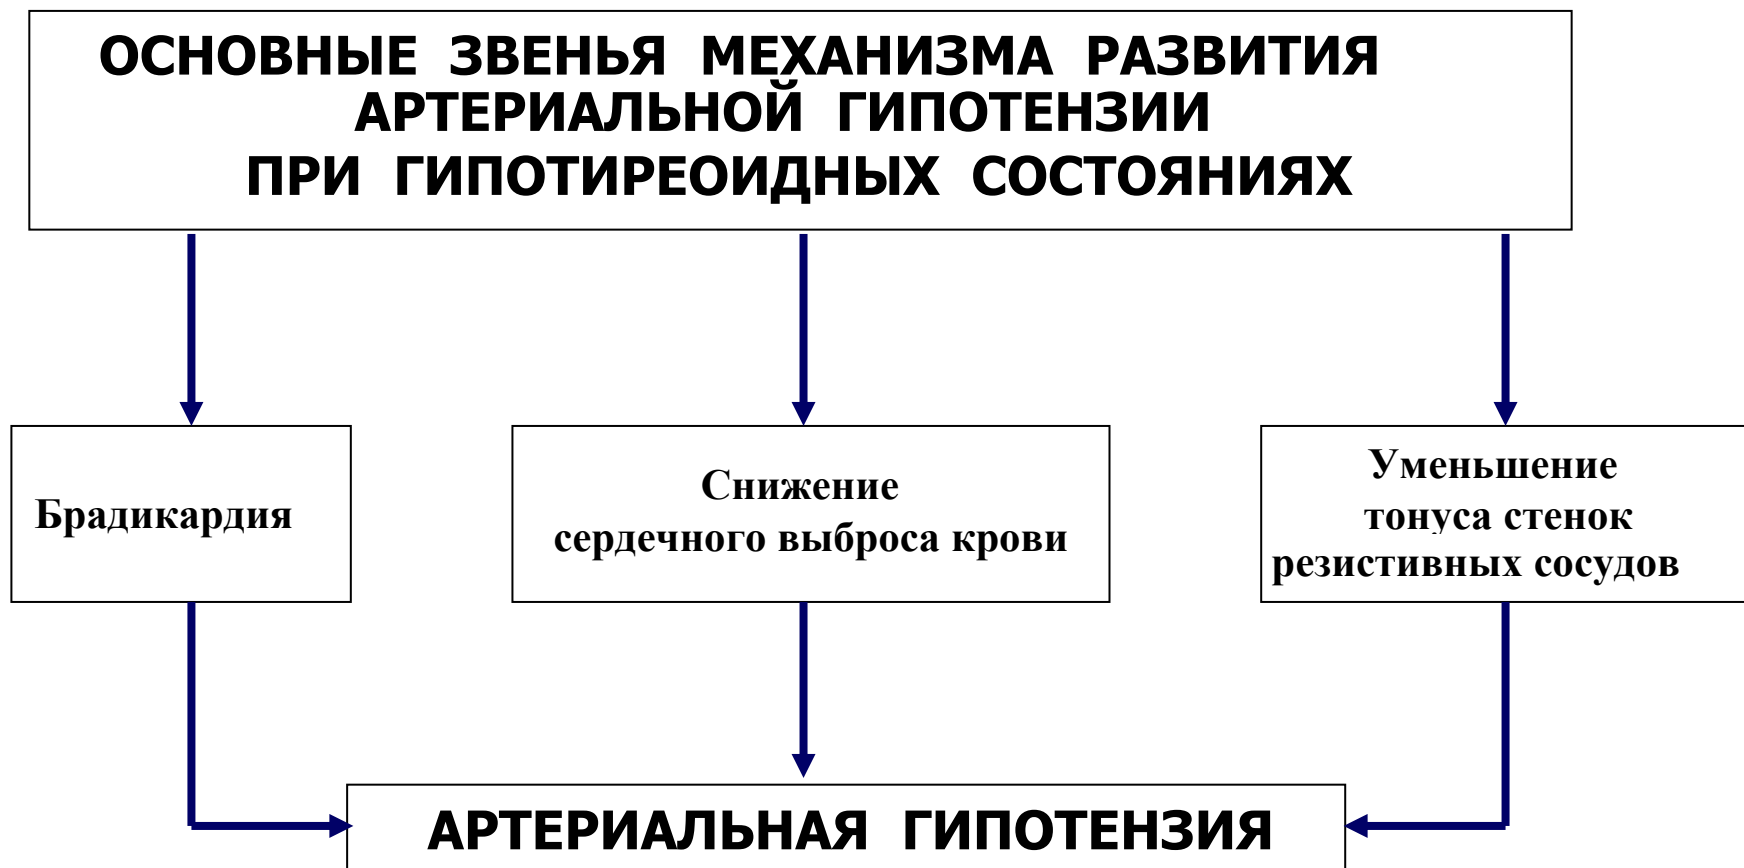 ОСНОВНЫЕ ЗВЕНЬЯ МЕХАНИЗМА РАЗВИТИЯ
АРТЕРИАЛЬНОЙ ГИПОТЕНЗИИ
ПРИ ГИПОТИРЕОИДНЫХ СОСТОЯНИЯХ
Брадикардия
Снижение
сердечного выброса крови
Уменьшение
тонуса стенок
резистивных сосудов
АРТЕРИАЛЬНАЯ ГИПОТЕНЗИЯ